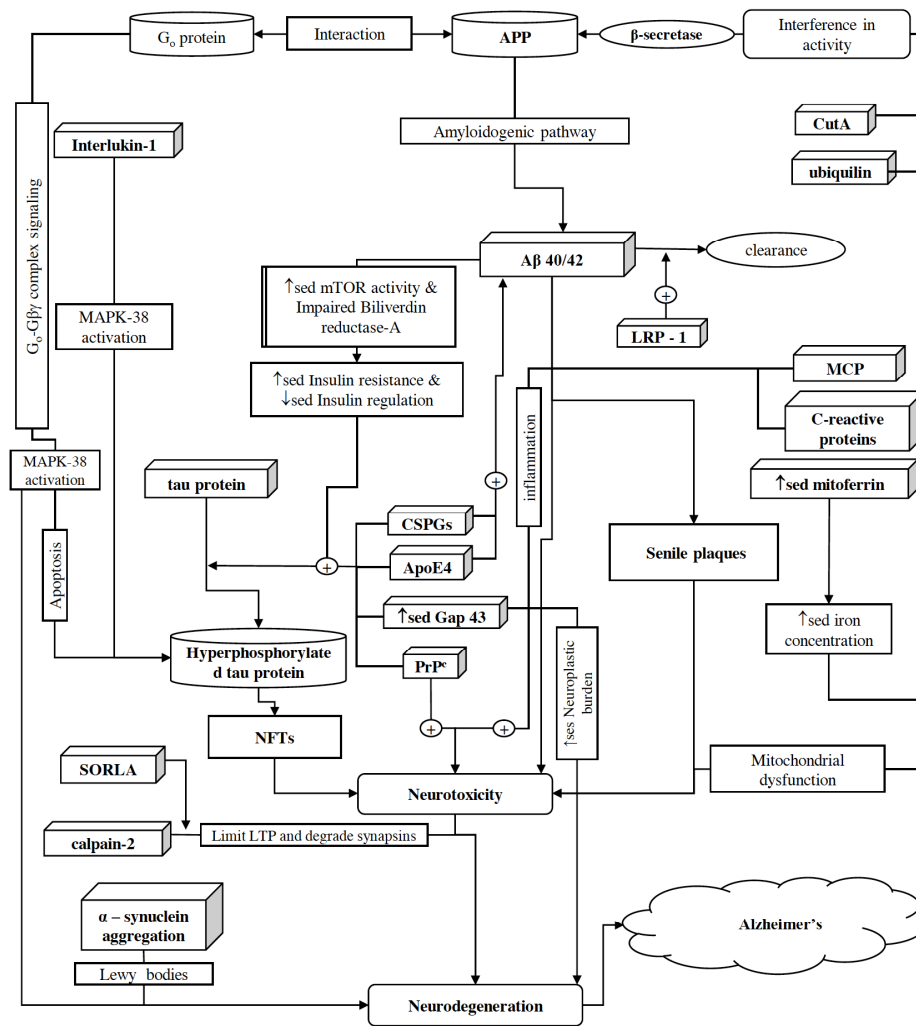 Gₒ protein
Interaction
APP
β-secretase
Interference in
activity
Amyloidogenic pathway
Interlukin-1
CutA
ubiquilin
Gₒ-Gβγ complex signaling
Aβ 40/42
clearance
↑sed mTOR activity &
Impaired Biliverdin
reductase-A
+
LRP - 1
MAPK-38
activation
↑sed Insulin resistance &
↓sed Insulin regulation
MCP
C-reactive
proteins
inflammation
MAPK-38
activation
tau protein
+
↑sed mitoferrin
CSPGs
Senile plaques
Apoptosis
+
ApoE4
↑sed Gap 43
↑sed iron
concentration
Hyperphosphorylate
d tau protein
PrPᶜ
↑ses Neuroplastic
burden
NFTs
+
+
SORLA
Mitochondrial
dysfunction
Neurotoxicity
calpain-2
Limit LTP and degrade synapsins
α – synuclein
aggregation
Alzheimer's
Lewy bodies
Neurodegeneration